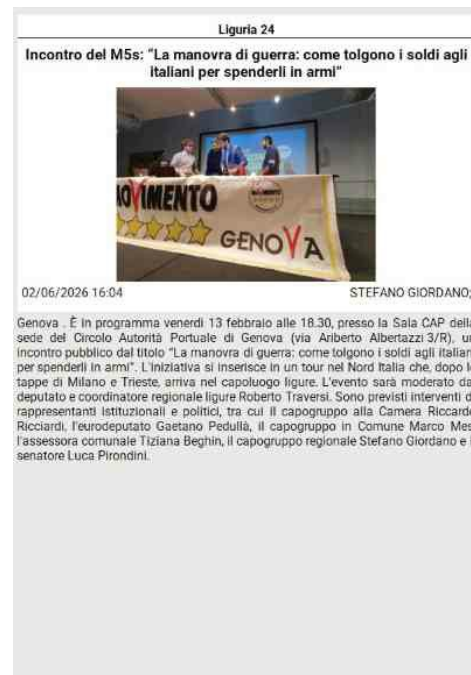 Liguria 24
Incontro del M5s: “La manovra di guerra: come tolgono i soldi agli
italiani per spenderli in armi”
MOVIMENTO
GENOVA
02/06/2026 16:04 STEFANO GIORDANO;
Genova . È in programma venerdì 13 febbraio alle 18.30, presso la Sala CAP della
sede del Circolo Autorità Portuale di Genova (via Ariberto Albertazzi 3/R), un
incontro pubblico dal titolo “La manovra di guerra: come tolgono i soldi agli italiani
per spenderli in armi”. L'iniziativa si inserisce in un tour nel Nord Italia che, dopo le
tappe di Milano e Trieste, arriva nel capoluogo ligure. L'evento sarà moderato dal
deputato e coordinatore regionale ligure Roberto Traversi. Sono previsti interventi di
rappresentanti istituzionali e politici, tra cui il capogruppo alla Camera Riccardo
Ricciardi, l'eurodeputato Gaetano Pedullà, il capogruppo in Comune Marco Mesm
l'assessora comunale Tiziana Beghin, il capogruppo regionale Stefano Giordano e i
senatore Luca Pirondini.